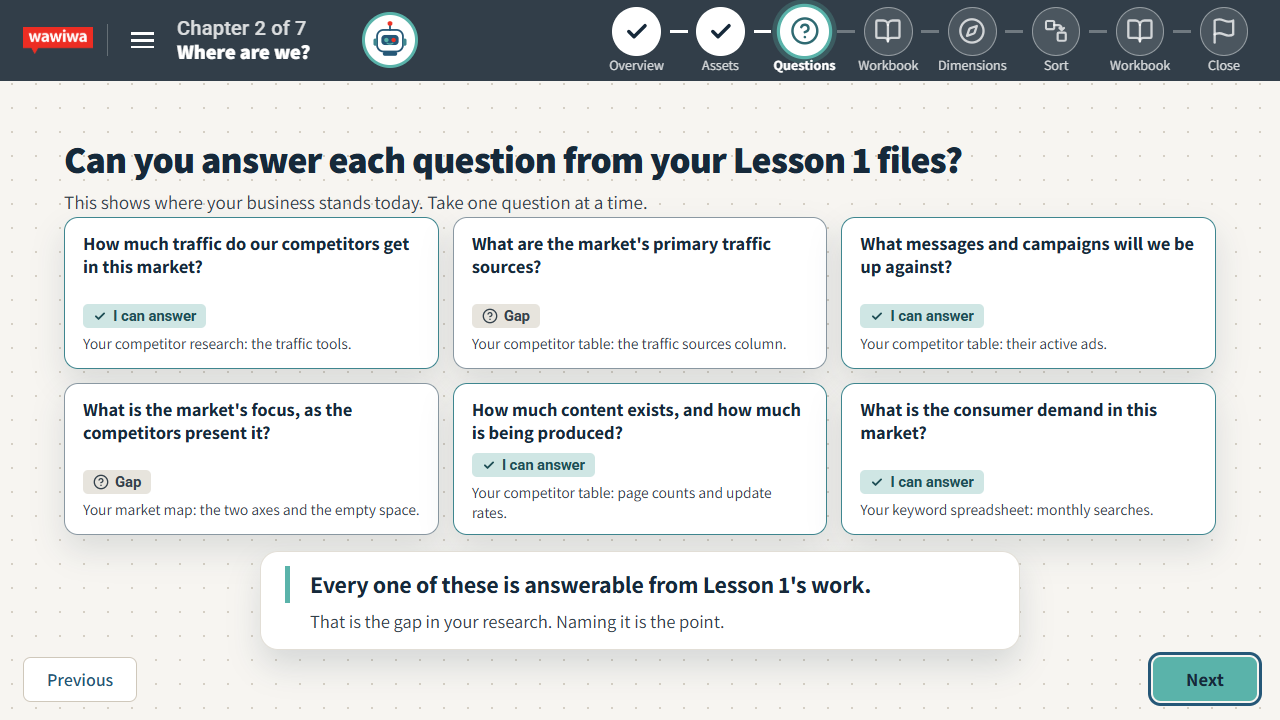 wawiwa
Chapter 2 of 7
Where are we?
Overview
Assets
Questions
Workbook
Dimensions
Sort
Workbook
Close
Can you answer each question from your Lesson 1 files?
This shows where your business stands today. Take one question at a time.
How much traffic do our competitors get
in this market?
I can answer
Your competitor research: the traffic tools.
What are the market's primary traffic
sources?
Gap
Your competitor table: the traffic sources column.
What messages and campaigns will we be
up against?
I can answer
Your competitor table: their active ads.
What is the market's focus, as the
competitors present it?
Gap
Your market map: the two axes and the empty space.
How much content exists, and how much
is being produced?
I can answer
Your competitor table: page counts and update
rates.
What is the consumer demand in this
market?
I can answer
Your keyword spreadsheet: monthly searches.
Every one of these is answerable from Lesson 1's work.
That is the gap in your research. Naming it is the point.
Previous
Next